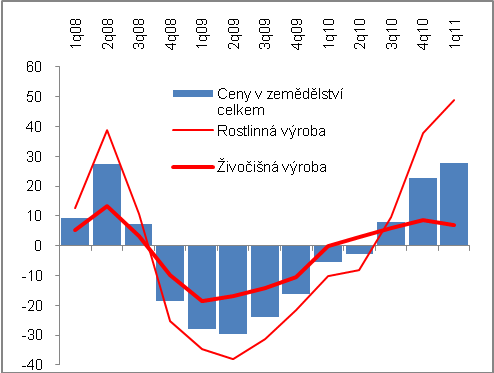 1q08 2q08 3q08 4q08 1q09 2q09 3q09 4q09 1q10 2q10 3q10 4q10 1q11
60
50
40
30
20
10
0
-10
-20
-30
-40
Ceny v zemědělství
celkem
Rostlinná výroba
Živočišná výroba